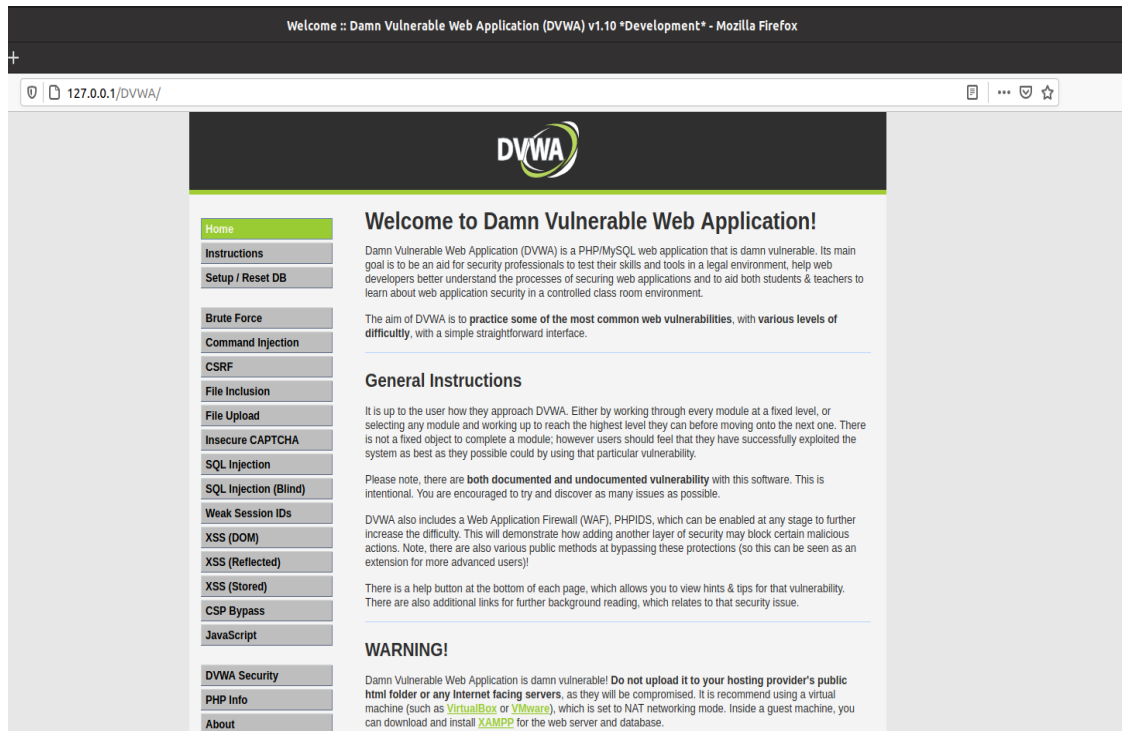 Welcome :: Damn Vulnerable Web Application (DVWA) v1.10 *Development* - Mozilla Firefox
+
127.0.0.1/DVWA/
DVWA
Home
Instructions
Setup / Reset DB
Brute Force
Command Injection
CSRF
File Inclusion
File Upload
Insecure CAPTCHA
SQL Injection
SQL Injection (Blind)
Weak Session IDs
XSS (DOM)
XSS (Reflected)
XSS (Stored)
CSP Bypass
JavaScript
DVWA Security
PHP Info
About
Welcome to Damn Vulnerable Web Application!
Damn Vulnerable Web Application (DVWA) is a PHP/MySQL web application that is damn vulnerable. Its main
goal is to be an aid for security professionals to test their skills and tools in a legal environment, help web
developers better understand the processes of securing web applications and to aid both students & teachers to
learn about web application security in a controlled class room environment.
The aim of DVWA is to practice some of the most common web vulnerabilities, with various levels of
difficultly, with a simple straightforward interface.
General Instructions
It is up to the user how they approach DVWA. Either by working through every module at a fixed level, or
selecting any module and working up to reach the highest level they can before moving onto the next one. There
is not a fixed object to complete a module; however users should feel that they have successfully exploited the
system as best as they possible could by using that particular vulnerability.
Please note, there are both documented and undocumented vulnerability with this software. This is
intentional. You are encouraged to try and discover as many issues as possible.
DVWA also includes a Web Application Firewall (WAF), PHPIDS, which can be enabled at any stage to further
increase the difficulty. This will demonstrate how adding another layer of security may block certain malicious
actions. Note, there are also various public methods at bypassing these protections (so this can be seen as an
extension for more advanced users)!
There is a help button at the bottom of each page, which allows you to view hints & tips for that vulnerability.
There are also additional links for further background reading, which relates to that security issue.
WARNING!
Damn Vulnerable Web Application is damn vulnerable! Do not upload it to your hosting provider's public
html folder or any Internet facing servers, as they will be compromised. It is recommend using a virtual
machine (such as VirtualBox or VMware), which is set to NAT networking mode. Inside a guest machine, you
can download and install XAMPP for the web server and database.